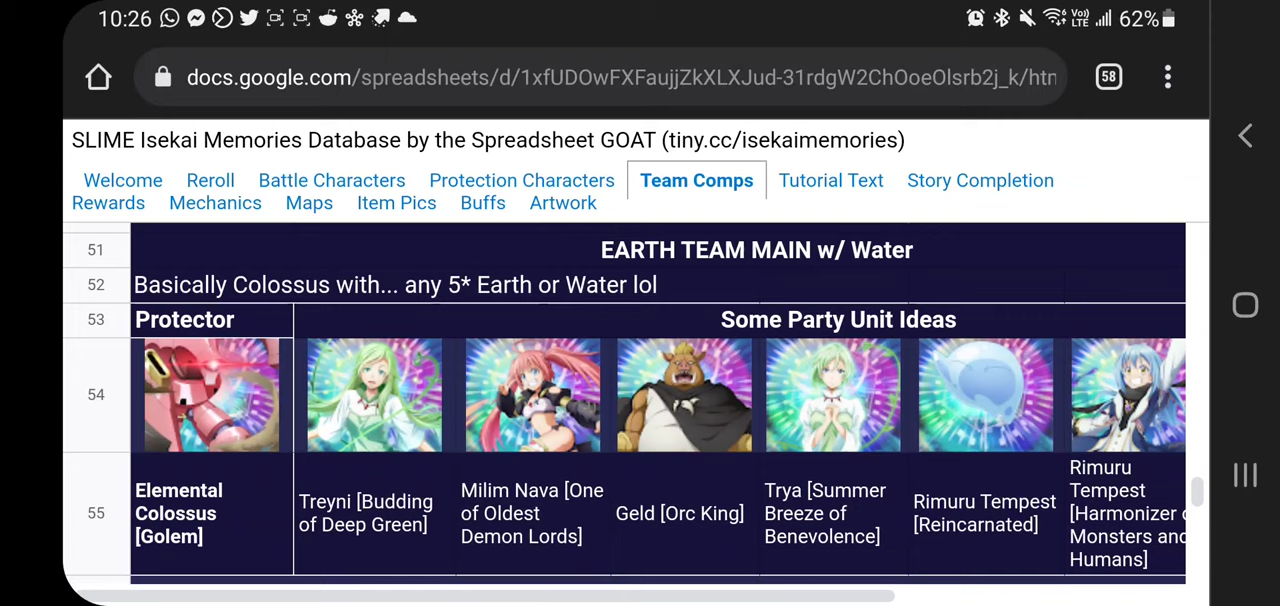 10:26
Vo))
LTE
62%
docs.google.com/spreadsheets/d/1xfUDOwFXFaujjZkXLXJud-31rdgW2ChOoeOlsrb2j_k/htn
58
SLIME Isekai Memories Database by the Spreadsheet GOAT (tiny.cc/isekaimemories)
Welcome Reroll Battle Characters Protection Characters Team Comps Tutorial Text Story Completion
Rewards Mechanics Maps Item Pics Buffs Artwork
51 EARTH TEAM MAIN w/ Water
52 Basically Colossus with... any 5* Earth or Water lol
53 Protector Some Party Unit Ideas
54
55
Elemental
Colossus
[Golem]
Treyni [Budding
of Deep Green]
Milim Nava [One
of Oldest
Demon Lords]
Geld [Orc King]
Trya [Summer
Breeze of
Benevolence]
Rimuru Tempest
[Reincarnated]
Rimuru
Tempest
[Harmonizer
Monsters and
Humans]